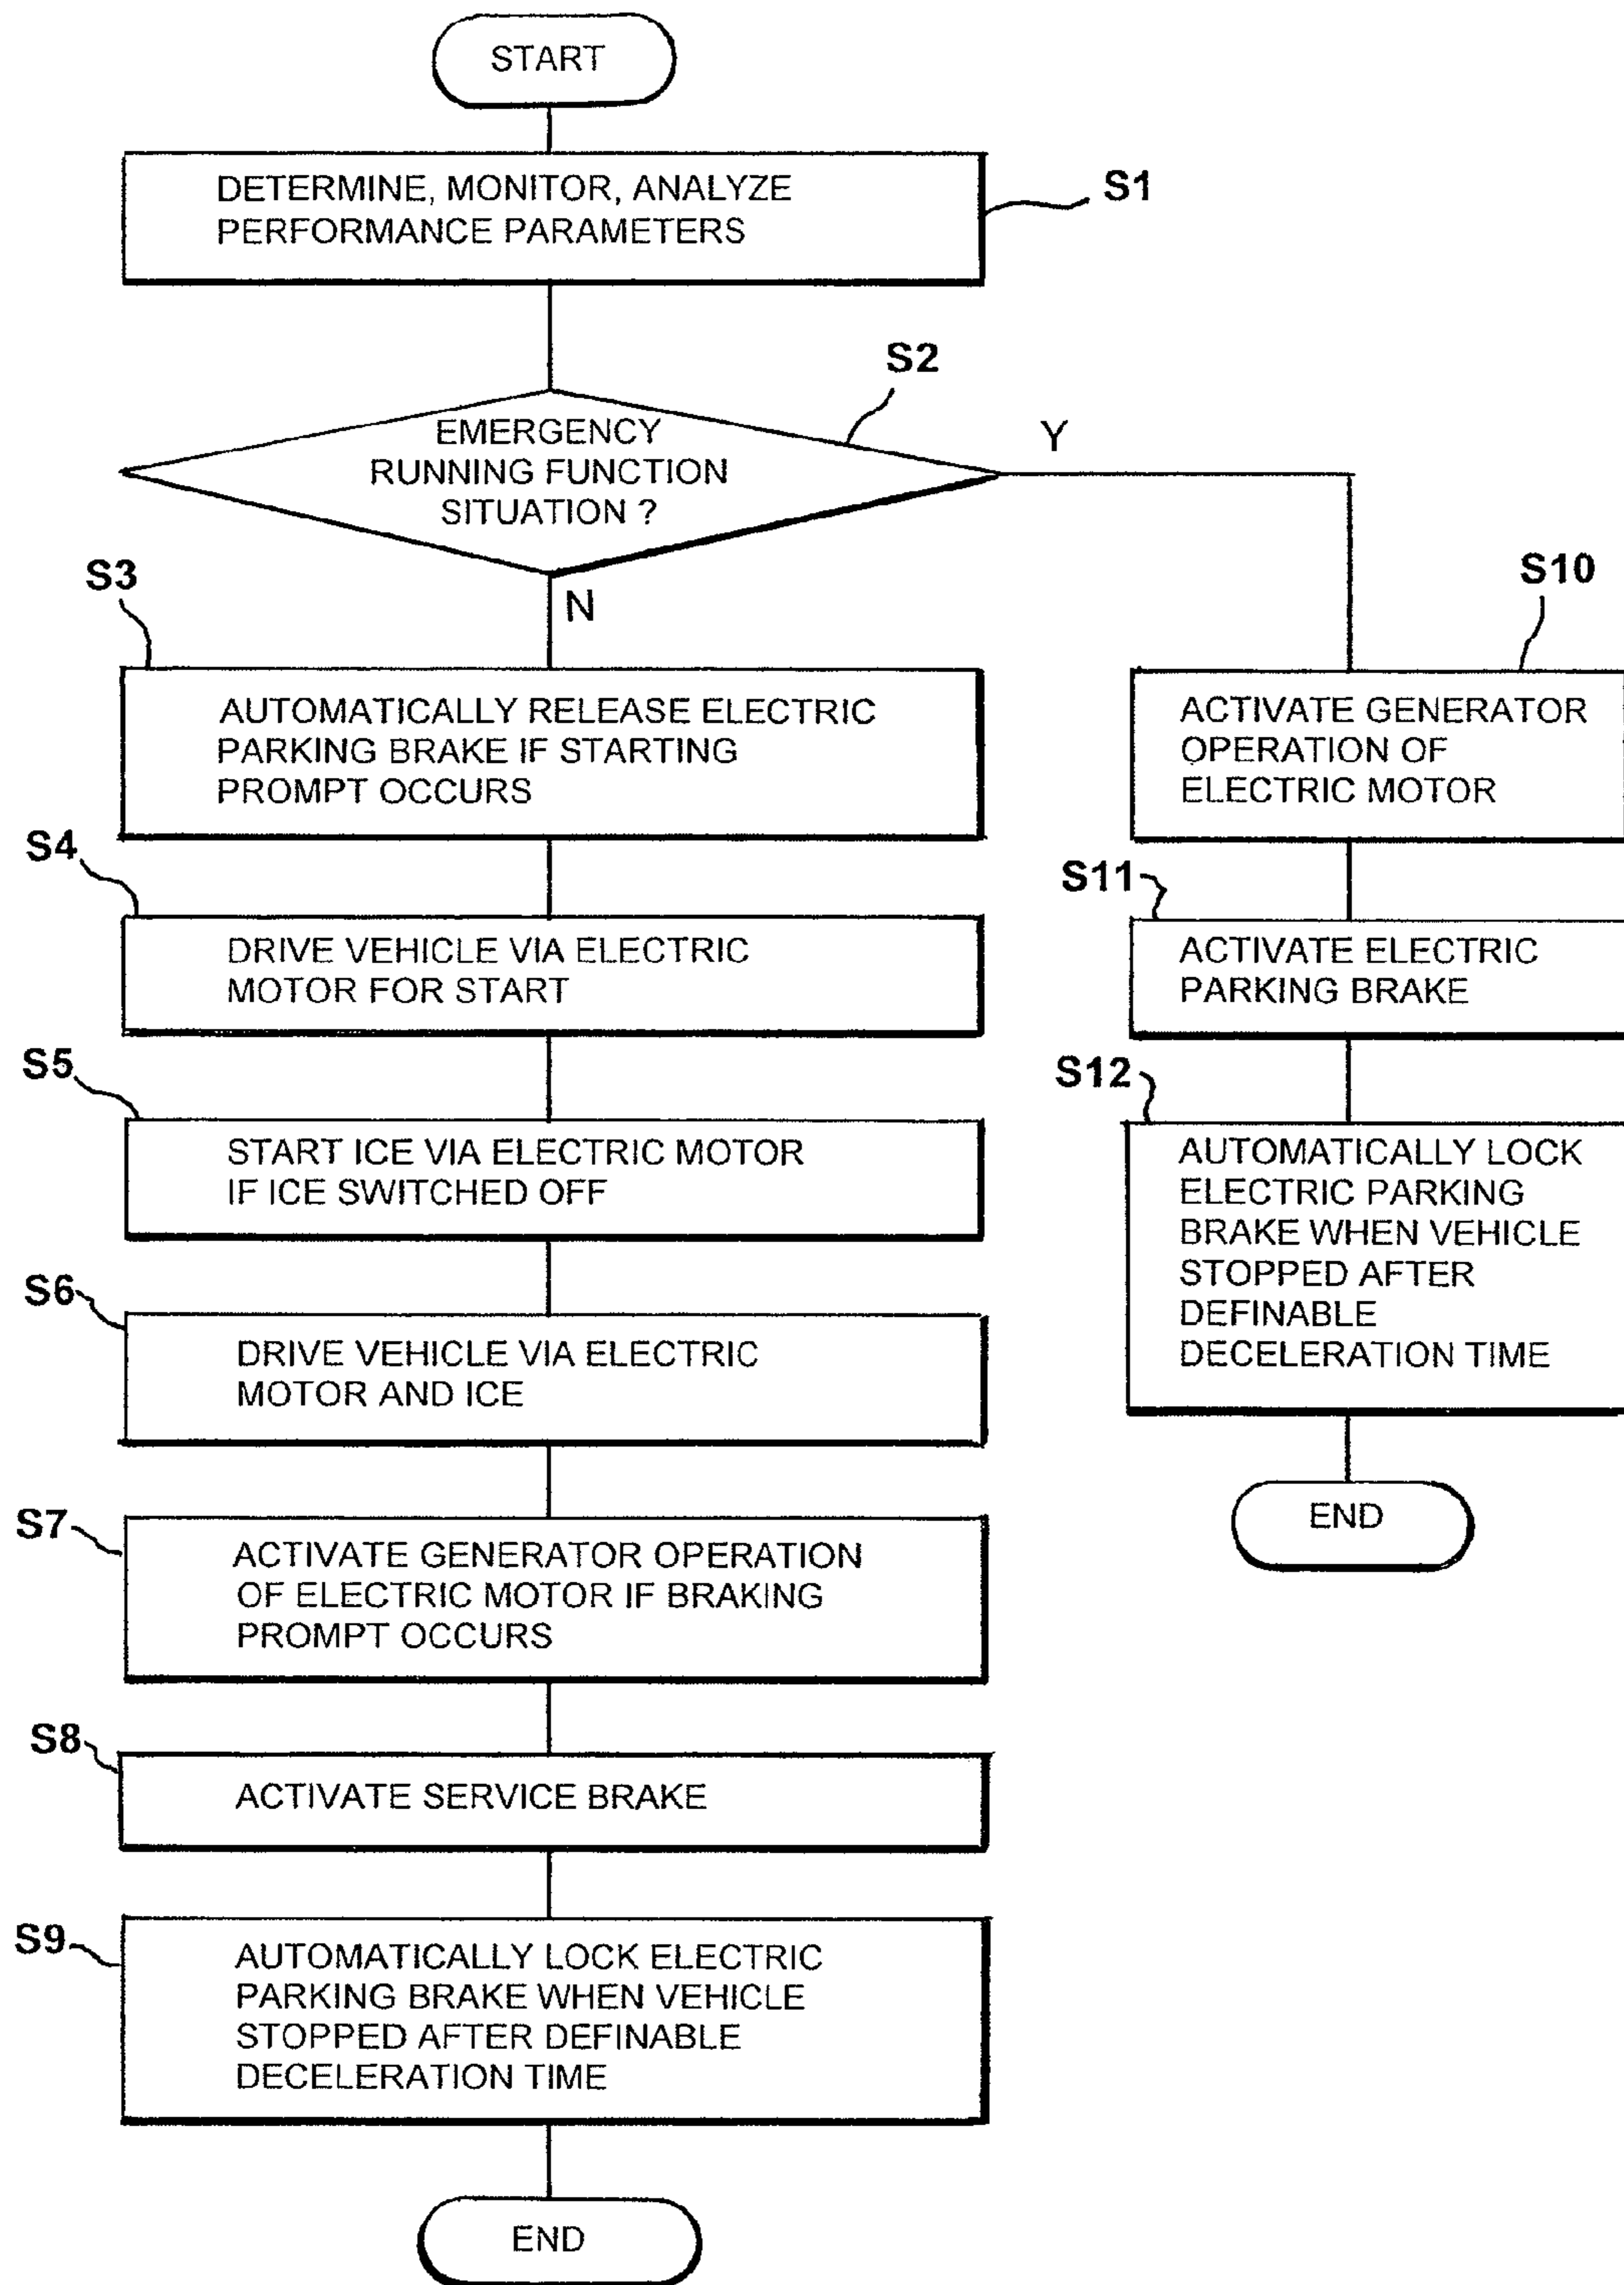 START
DETERMINE, MONITOR, ANALYZE
PERFORMANCE PARAMETERS
S1
S2
EMERGENCY
RUNNING FUNCTION
SITUATION ?
Y
N
S3
AUTOMATICALLY RELEASE ELECTRIC
PARKING BRAKE IF STARTING
PROMPT OCCURS
S4
DRIVE VEHICLE VIA ELECTRIC
MOTOR FOR START
S5
START ICE VIA ELECTRIC MOTOR
IF ICE SWITCHED OFF
S6
DRIVE VEHICLE VIA ELECTRIC
MOTOR AND ICE
S7
ACTIVATE GENERATOR OPERATION
OF ELECTRIC MOTOR IF BRAKING
PROMPT OCCURS
S8
ACTIVATE SERVICE BRAKE
S9
AUTOMATICALLY LOCK ELECTRIC
PARKING BRAKE WHEN VEHICLE
STOPPED AFTER DEFINABLE
DECELERATION TIME
END
S10
ACTIVATE GENERATOR
OPERATION OF
ELECTRIC MOTOR
S11
ACTIVATE ELECTRIC
PARKING BRAKE
S12
AUTOMATICALLY LOCK
ELECTRIC PARKING
BRAKE WHEN VEHICLE
STOPPED AFTER
DEFINABLE
DECELERATION TIME
END